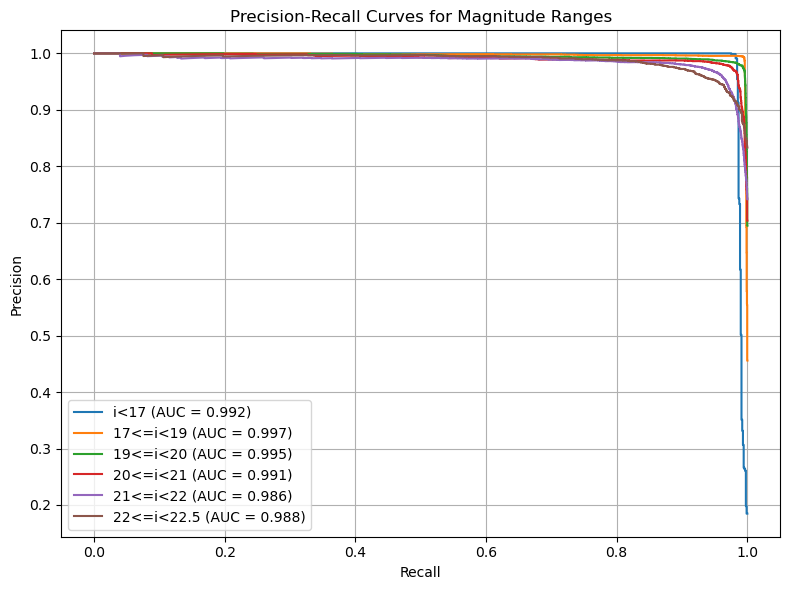 Precision-Recall Curves for Magnitude Ranges
Precision
1.0
0.9
0.8
0.7
0.6
0.5
0.4
0.3
0.2
i<17 (AUC = 0.992)
17<=i<19 (AUC = 0.997)
19<=i<20 (AUC = 0.995)
20<=i<21 (AUC = 0.991)
21<=i<22 (AUC = 0.986)
22<=i<22.5 (AUC = 0.988)
0.0 0.2 0.4 0.6 0.8 1.0
Recall